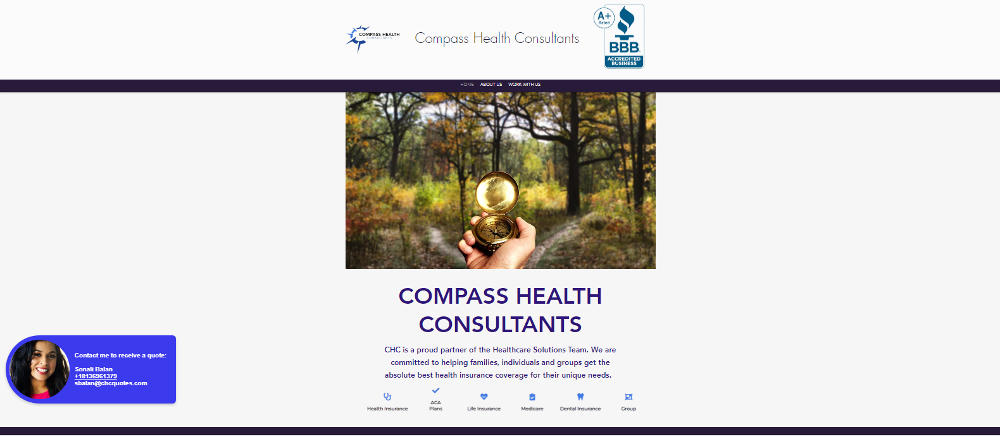 COMPASS HEALTH
CONSULTANTS
Compass Health Consultants
A+
Rated
BBB
ACCREDITED
BUSINESS
HOME ABOUT US WORK WITH US
COMPASS HEALTH
CONSULTANTS
CHC is a proud partner of the Healthcare Solutions Team. We are
committed to helping families, individuals and groups get the
absolute best health insurance coverage for their unique needs.
Contact me to receive a quote:
Sonali Balan
+18136961379
sbalan@chcquotes.com
Health Insurance
ACA
Plans
Life Insurance
Medicare
Dental Insurance
Group